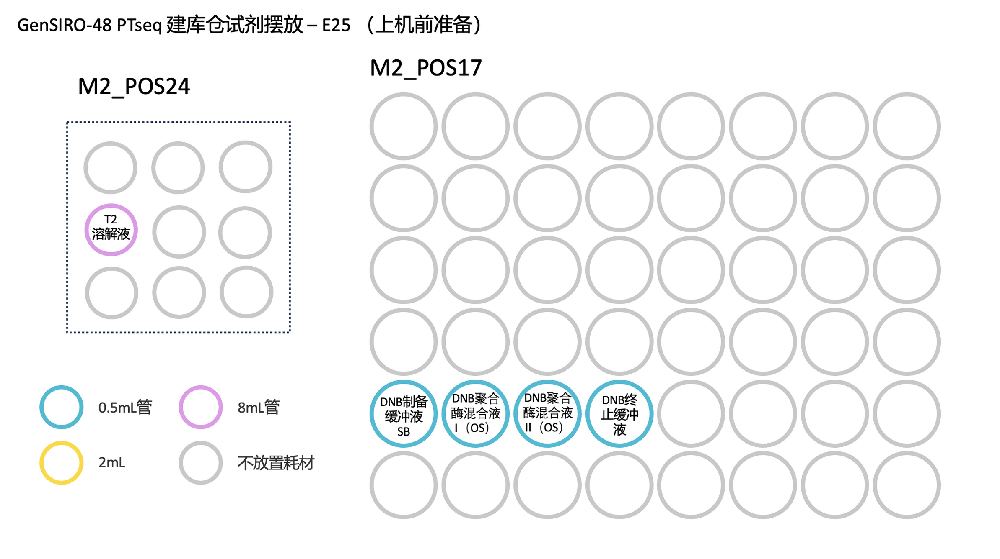 GenSIRO-48 PTseq 建库仓试剂摆放 – E25 （上机前准备）
M2_POS24
M2_POS17
T2
溶解液
DNB制备
缓冲液
SB
DNB聚合
酶混合液
I（OS）
DNB聚合
酶混合液
II（OS）
DNB终
止缓冲
液
0.5mL管
8mL管
2mL
不放置耗材